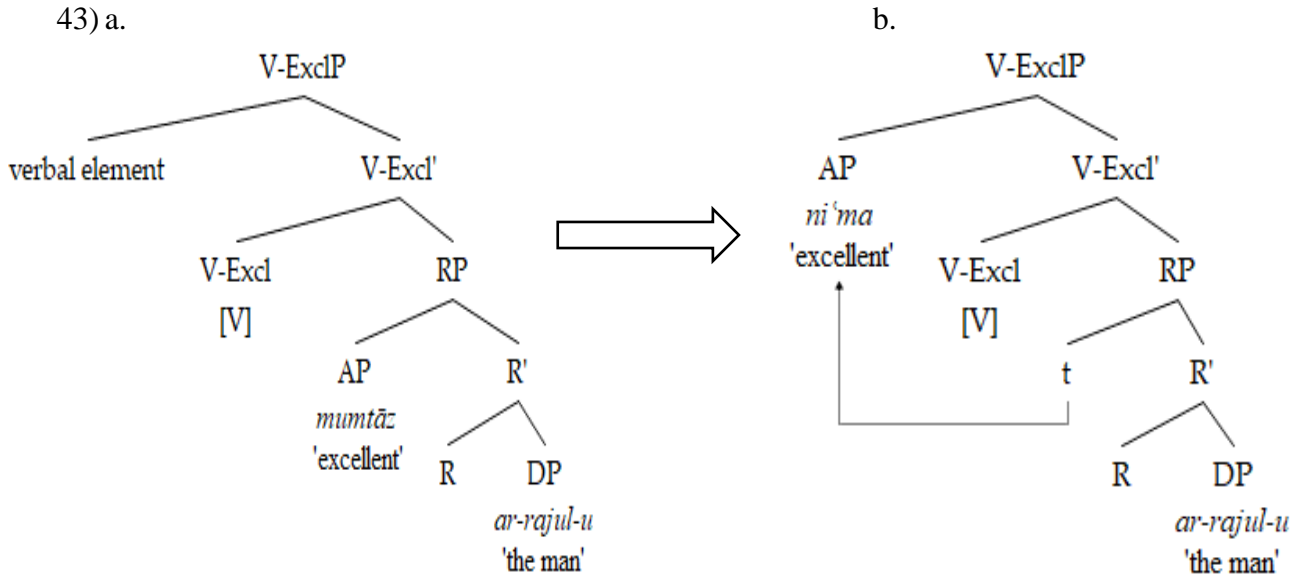 43) a.
V-ExclP
verbal element V-Excl'
V-Excl RP
[V]
AP R'
mumtāz
'excellent'
R DP
ar-rajul-u
'the man'
b.
V-ExclP
AP V-Excl'
ni‘ma
'excellent'
V-Excl RP
[V]
t R'
R DP
ar-rajul-u
'the man'